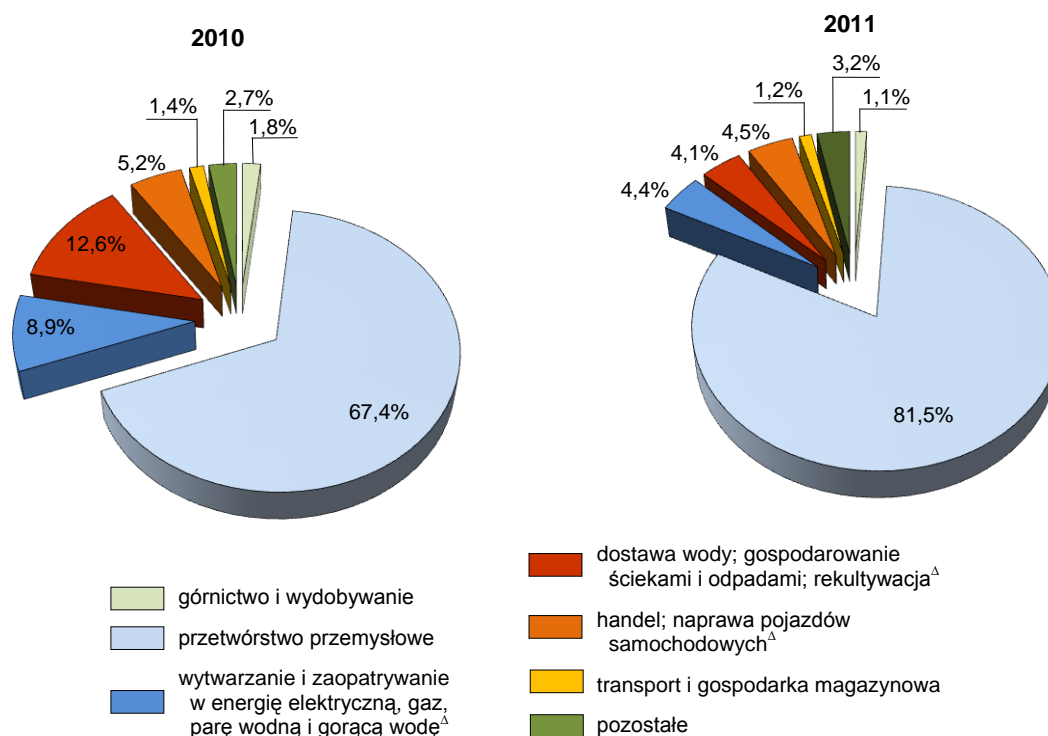 2010
1,4%
2,7%
1,8%
5,2%
12,6%
8,9%
67,4%
2011
3,2%
1,2%
1,1%
4,5%
4,1%
4,4%
81,5%
górnictwo i wydobywanie
przetwórstwo przemysłowe
wytwarzanie i zaopatrywanie
w energię elektryczną, gaz,
parę wodną i gorącą wodę^Δ
dostawa wody; gospodarowanie
ściekami i odpadami; rekultywacja^Δ
handel; naprawa pojazdów
samochodowych^Δ
transport i gospodarka magazynowa
pozostałe